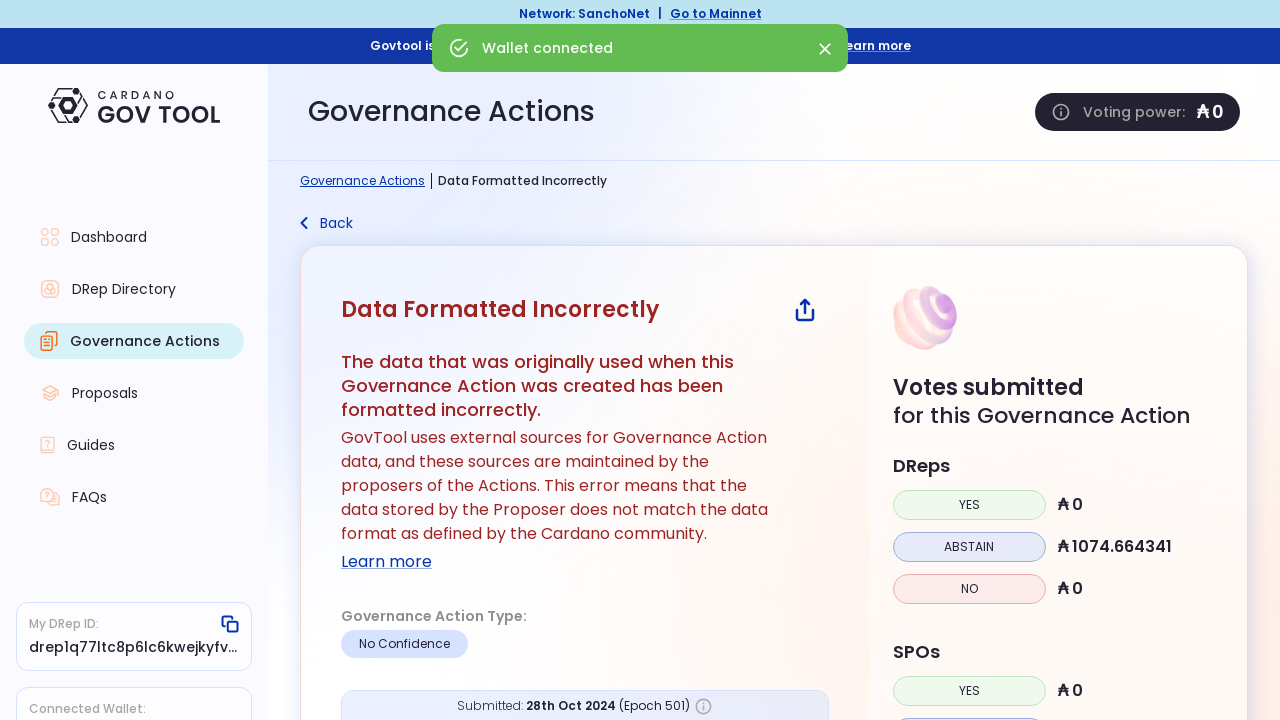 Network: SanchoNet | Go to Mainnet
Govtool is
Wallet connected
earn more
CARDANO
GOV TOOL
Governance Actions
Voting power: ₳ 0
Governance Actions | Data Formatted Incorrectly
Back
Dashboard
DRep Directory
Governance Actions
Proposals
Guides
FAQs
My DRep ID:
drep1q77ltc8p6lc6kwejkyfv...
Connected Wallet:
Data Formatted Incorrectly
The data that was originally used when this
Governance Action was created has been
formatted incorrectly.
GovTool uses external sources for Governance Action
data, and these sources are maintained by the
proposers of the Actions. This error means that the
data stored by the Proposer does not match the data
format as defined by the Cardano community.
Learn more
Governance Action Type:
No Confidence
Submitted: 28th Oct 2024 (Epoch 501)
Votes submitted
for this Governance Action
DReps
YES ₳ 0
ABSTAIN ₳ 1074.664341
NO ₳ 0
SPOs
YES ₳ 0